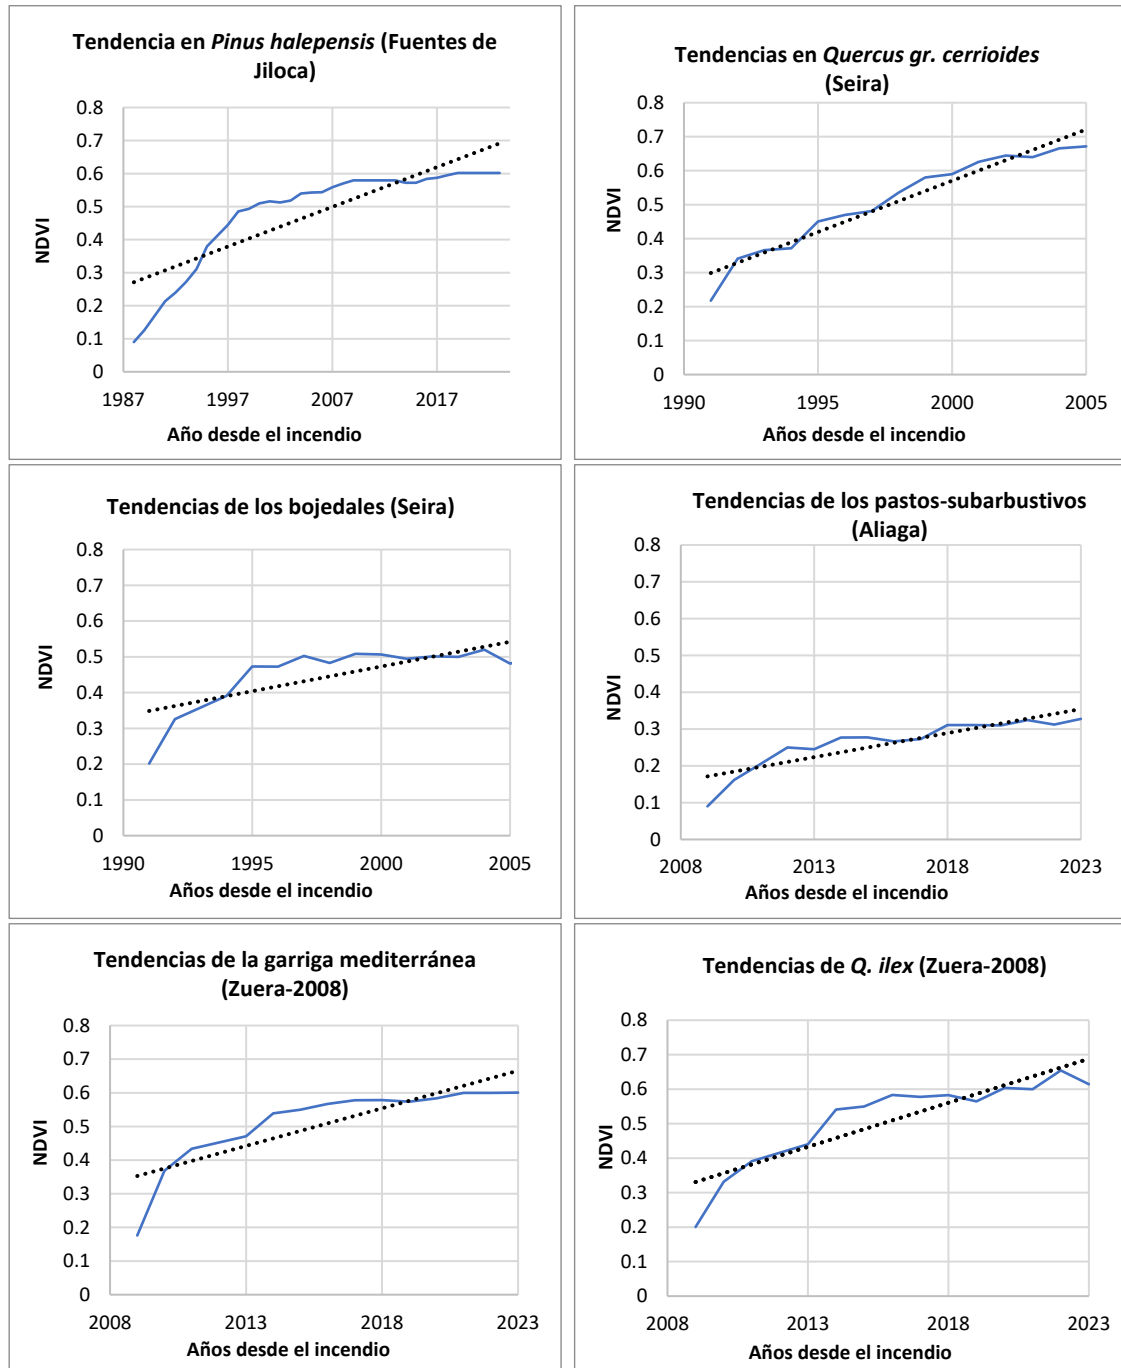 Tendencia en Pinus halepensis (Fuentes de
Jiloca)
0.8
0.7
0.6
0.5
0.4
0.3
0.2
0.1
0
NDVI
1987 1997 2007 2017
Año desde el incendio
Tendencias en Quercus gr. cerrioides
(Seira)
0.8
0.7
0.6
0.5
0.4
0.3
0.2
0.1
0
NDVI
1990 1995 2000 2005
Años desde el incendio
Tendencias de los bojedales (Seira)
0.8
0.7
0.6
0.5
0.4
0.3
0.2
0.1
0
NDVI
1990 1995 2000 2005
Años desde el incendio
Tendencias de los pastos-subarbustivos
(Aliaga)
0.8
0.7
0.6
0.5
0.4
0.3
0.2
0.1
0
NDVI
2008 2013 2018 2023
Años desde el incendio
Tendencias de la garriga mediterránea
(Zuera-2008)
0.8
0.7
0.6
0.5
0.4
0.3
0.2
0.1
0
NDVI
2008 2013 2018 2023
Años desde el incendio
Tendencias de Q. ilex (Zuera-2008)
0.8
0.7
0.6
0.5
0.4
0.3
0.2
0.1
0
NDVI
2008 2013 2018 2023
Años desde el incendio